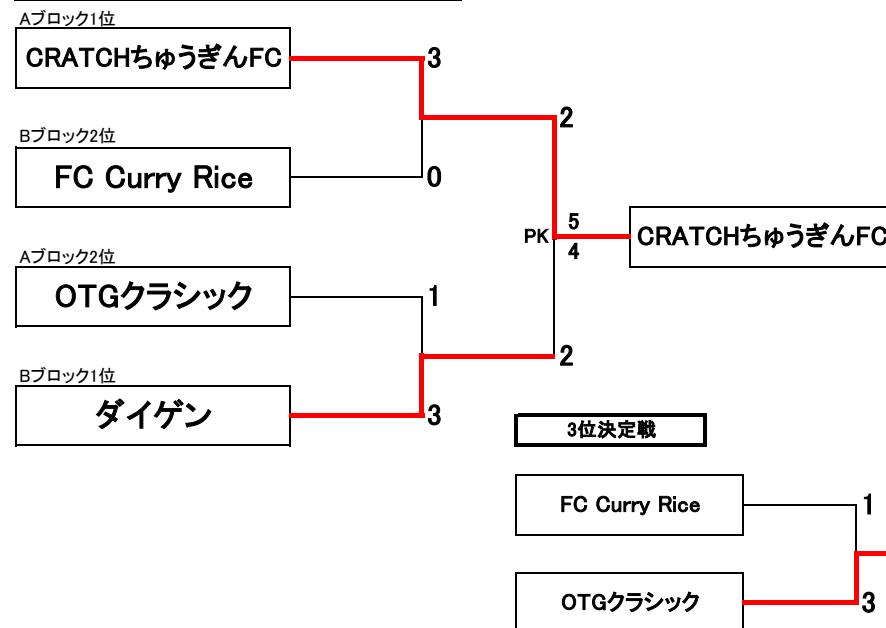 Aブロック1位
CRATCHちゅうぎんFC
3
2
Bブロック2位
FC Curry Rice
0
PK
5
4
CRATCHちゅうぎんFC
Aブロック2位
OTGクラシック
1
2
Bブロック1位
ダイゲン
3
3位決定戦
FC Curry Rice
1
OTGクラシック
3